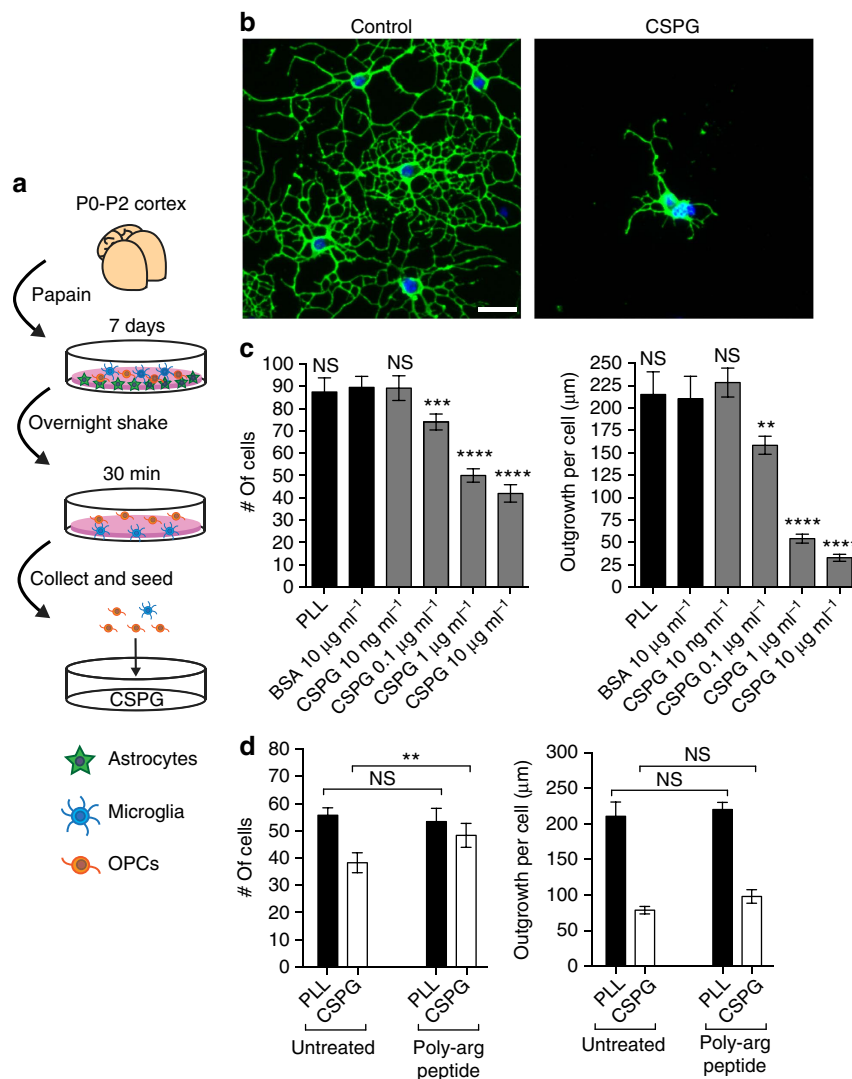 a
P0-P2 cortex
Papain
7 days
Overnight shake
30 min
Collect and seed
CSPG
Astrocytes
Microglia
OPCs
b
Control
CSPG
c
# Of cells
100
90
80
70
60
50
40
30
20
10
0
NS
NS
***
****
****
PLL
BSA 10 µg ml⁻¹
CSPG 10 ng ml⁻¹
CSPG 0.1 µg ml⁻¹
CSPG 1 µg ml⁻¹
CSPG 10 µg ml⁻¹
Outgrowth per cell (µm)
250
225
200
175
150
125
100
75
50
25
0
NS
NS
**
****
****
PLL
BSA 10 µg ml⁻¹
CSPG 10 ng ml⁻¹
CSPG 0.1 µg ml⁻¹
CSPG 1 µg ml⁻¹
CSPG 10 µg ml⁻¹
d
# Of cells
80
70
60
50
40
30
20
10
0
**
NS
PLL
CSPG
PLL
CSPG
Untreated
Poly-arg
peptide
Outgrowth per cell (µm)
300
250
200
150
100
50
0
NS
NS
PLL
CSPG
PLL
CSPG
Untreated
Poly-arg
peptide